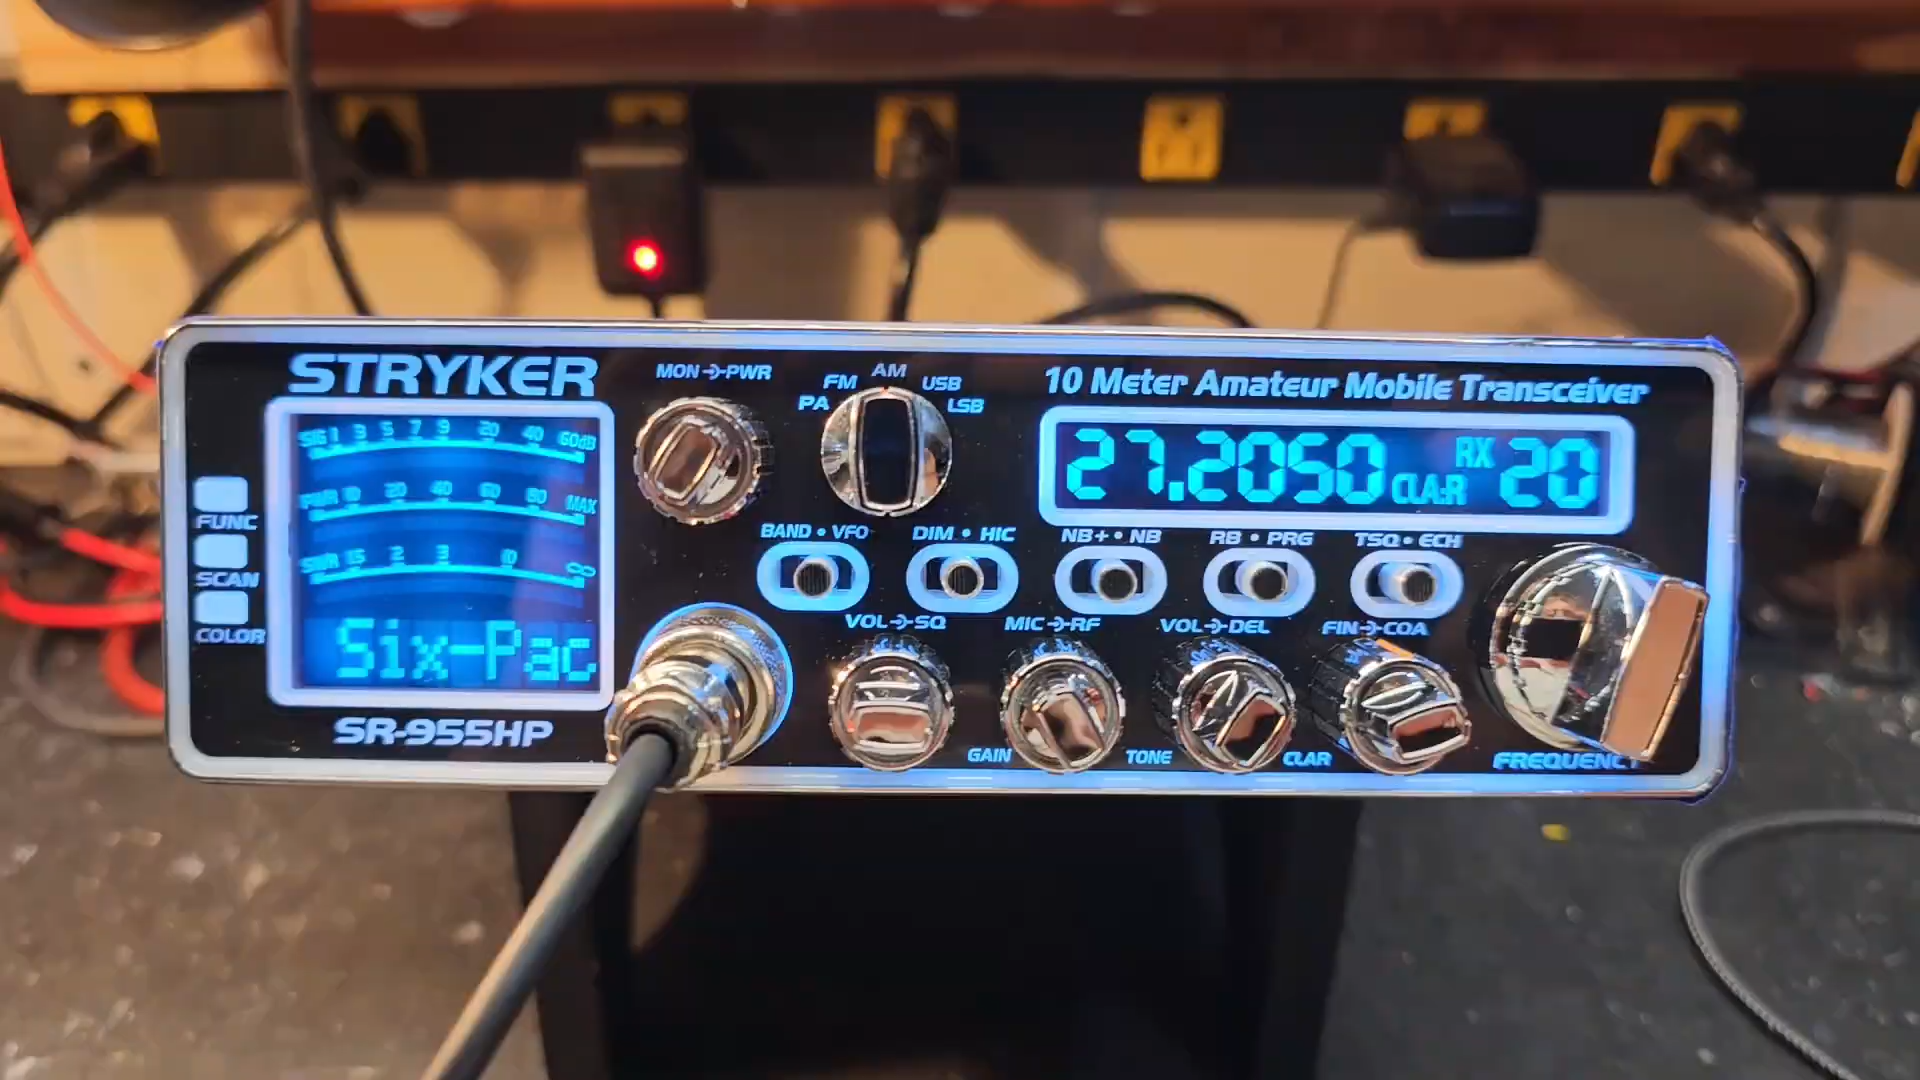 STRYKER
SIG 1 3 5 7 9 20 40 60dB
PWR 10 20 40 60 80 MAX
SWR 1.5 2 3 10 ∞
Six-Pac
FUNC
SCAN
COLOR
SR-955HP
MON PWR
PA FM AM USB LSB
10 Meter Amateur Mobile Transceiver
27.2050 CLA:R RX 20
BAND • VFO DIM • HIC NB+ • NB RB • PRG TSQ • ECH
VOL SQ MIC RF VOL DEL FIN COA
GAIN TONE CLAR FREQUENCY